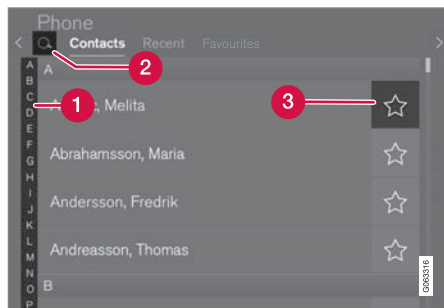 Phone
Contacts Recent Favourites
2
A
B
C
D
E
F
G
H
I
J
K
L
M
N
O
P
A
1
, Melita
3
Abrahamsson, Maria
Andersson, Fredrik
Andreasson, Thomas
B
G063316